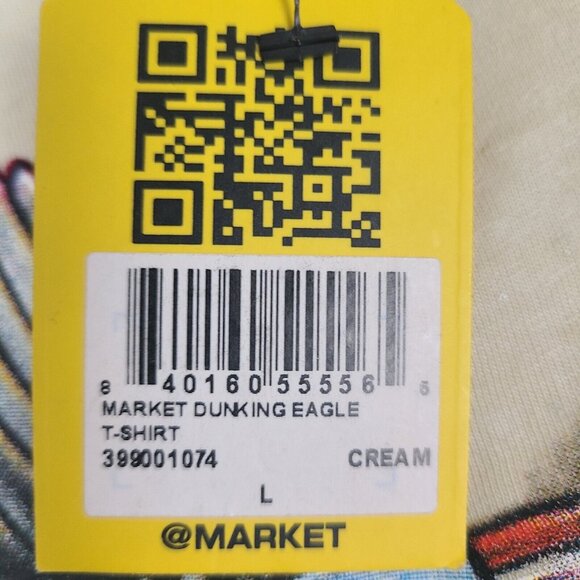 8 40160 55556 5
MARKET DUNKING EAGLE
T-SHIRT
399001074 CREAM
L
@MARKET